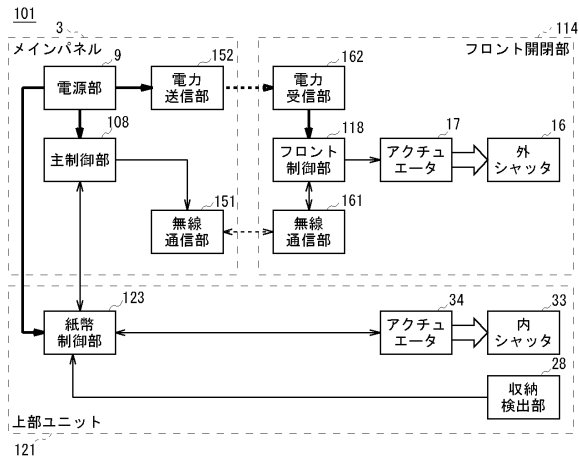 101
3
114
メインパネル
フロント開閉部
9
電源部
152
電力
送信部
162
電力
受信部
108
主制御部
118
フロント
制御部
17
アクチュ
エータ
16
外
シャッタ
151
無線
通信部
161
無線
通信部
123
紙幣
制御部
34
アクチュ
エータ
33
内
シャッタ
28
収納
検出部
上部ユニット
121